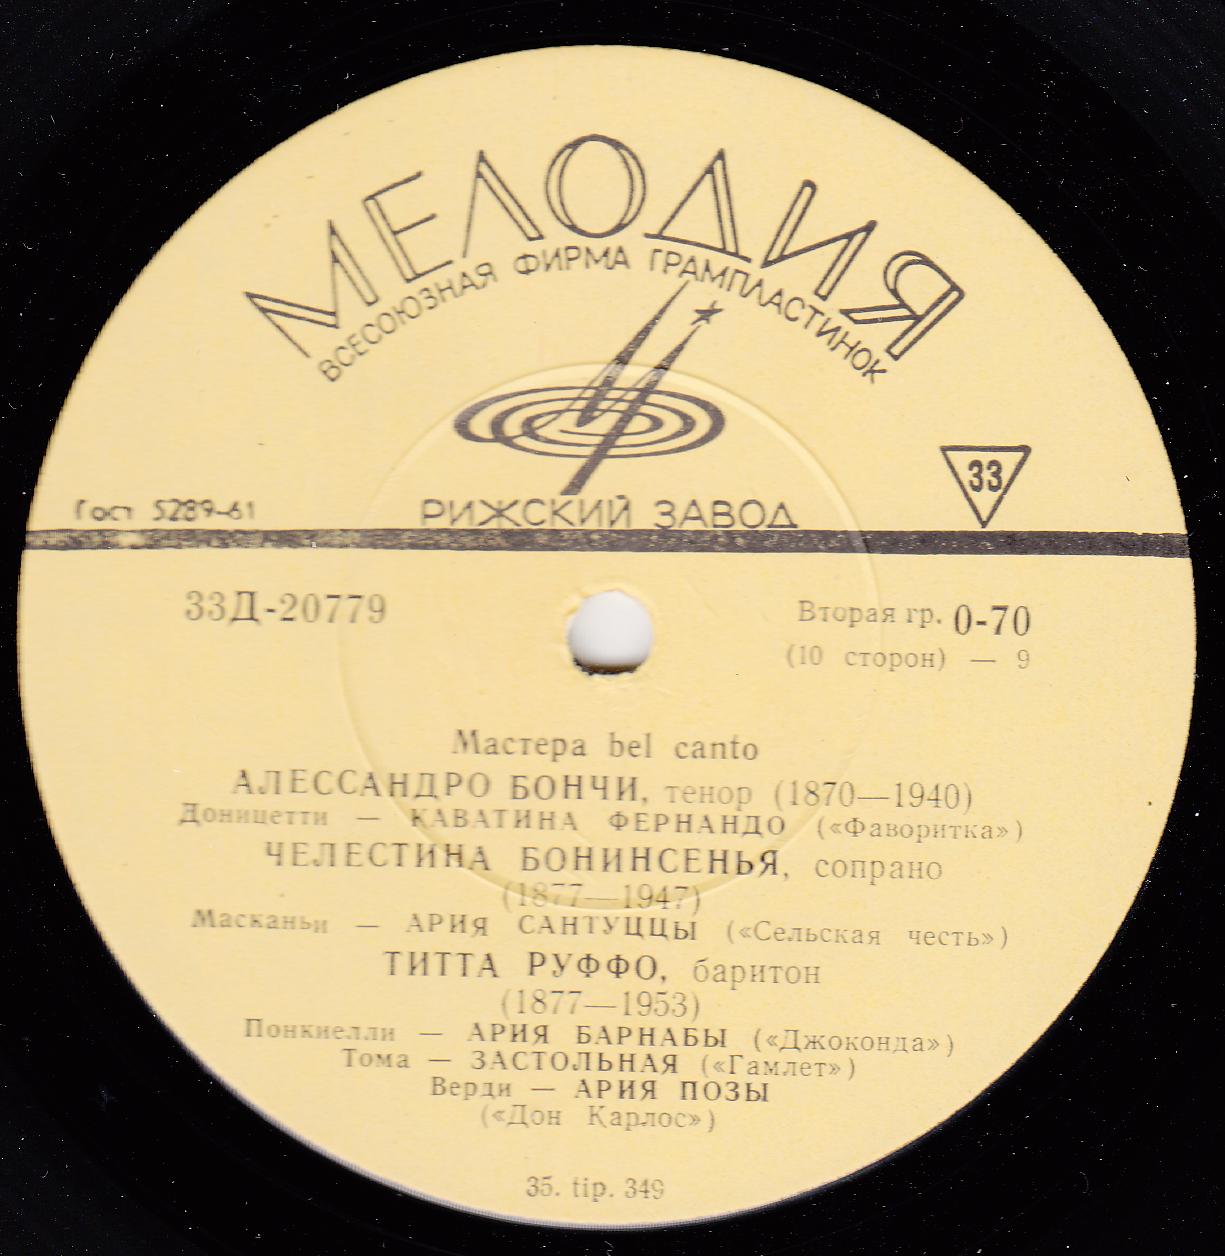 МЕЛОДИЯ
ВСЕСОЮЗНАЯ ФИРМА ГРАМПЛАСТИНОК
33
Гост 5289-61
РИЖСКИЙ ЗАВОД
33Д-20779
Вторая гр. 0-70
(10 сторон) — 9
Мастера bel canto
АЛЕССАНДРО БОНЧИ, тенор (1870—1940)
Доницетти — КАВАТИНА ФЕРНАНДО («Фаворитка»)
ЧЕЛЕСТИНА БОНИНСЕНЬЯ, сопрано
(1877—1947)
Масканьи — АРИЯ САНТУЦЦЫ («Сельская честь»)
ТИТТА РУФФО, баритон
(1877—1953)
Понкиелли — АРИЯ БАРНАБЫ («Джоконда»)
Тома — ЗАСТОЛЬНАЯ («Гамлет»)
Верди — АРИЯ ПОЗЫ
(«Дон Карлос»)
35. tip. 349